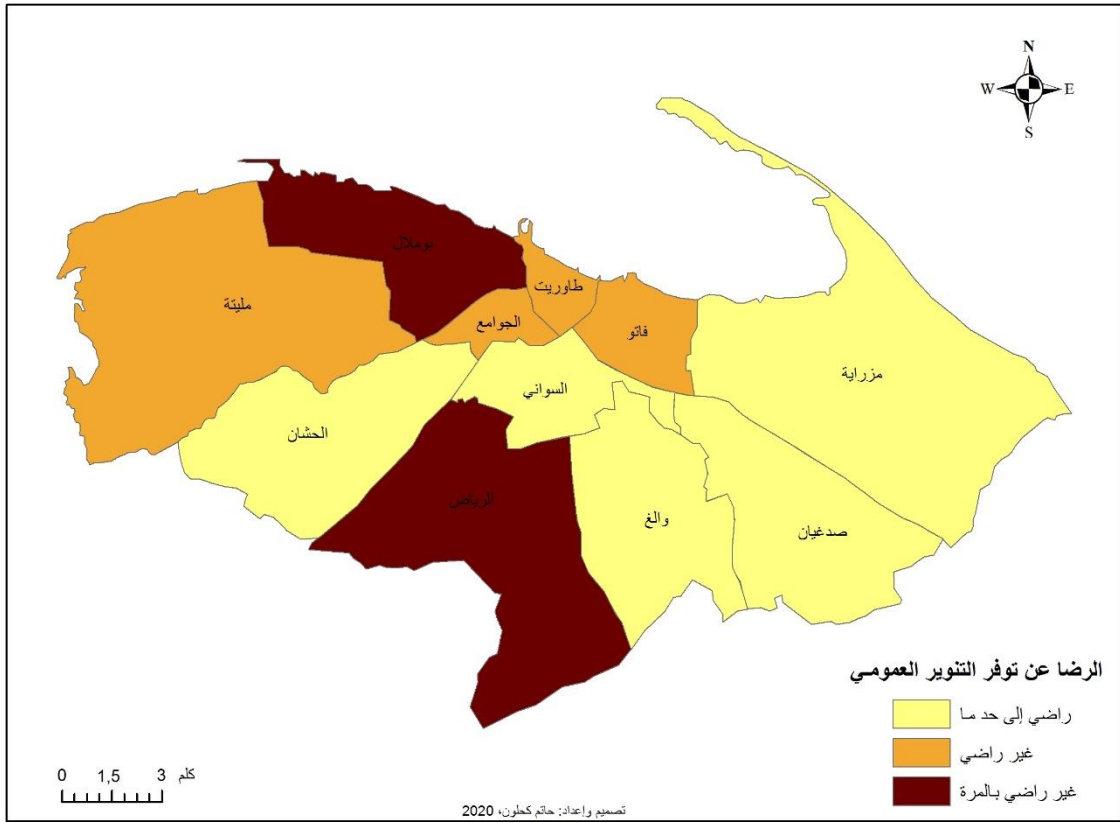 N
W E
S
بوملال
مليتة
طاوريت
الجوامع
فاتو
مزراية
السواني
الحشان
الرياض
والغ
صدغيان
الرضا عن توفر التنوير العمومي
راضي إلى حد ما
غير راضي
غير راضي بالمرة
0 1,5 3 كلم
تصميم وإعداد: حاتم كحلون، 2020